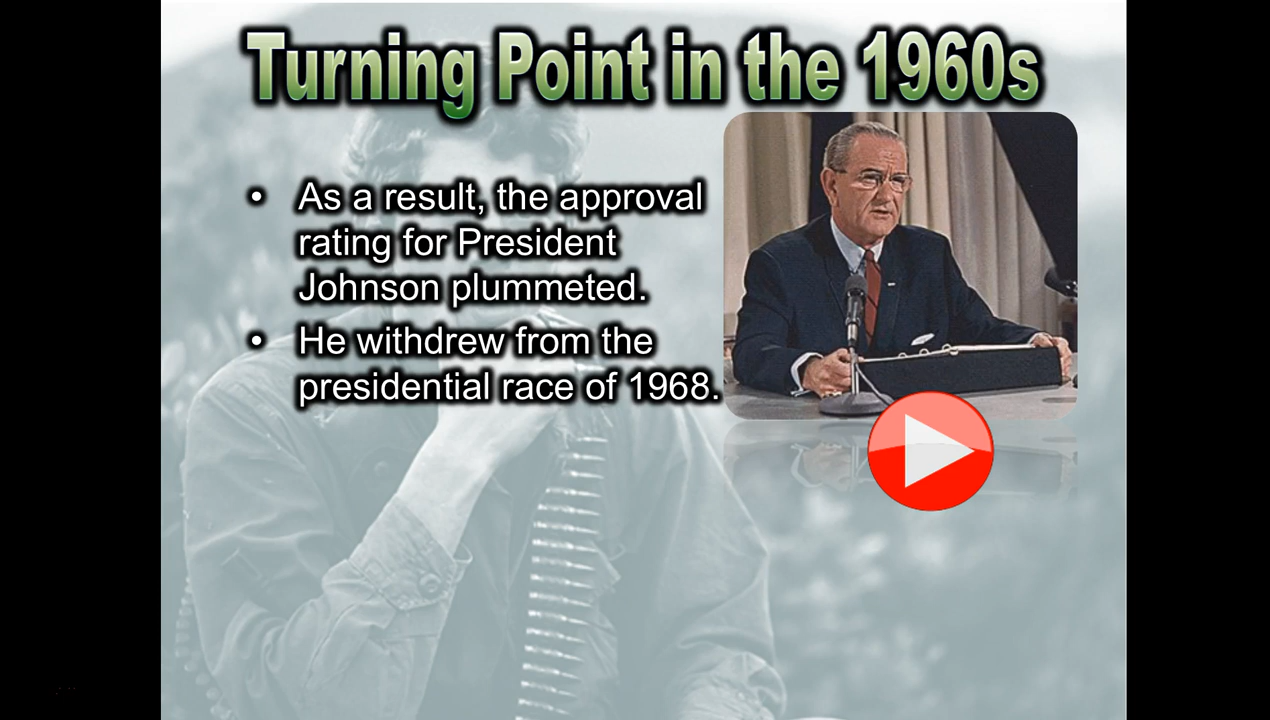 Turning Point in the 1960s
• As a result, the approval
rating for President
Johnson plummeted.
• He withdrew from the
presidential race of 1968.